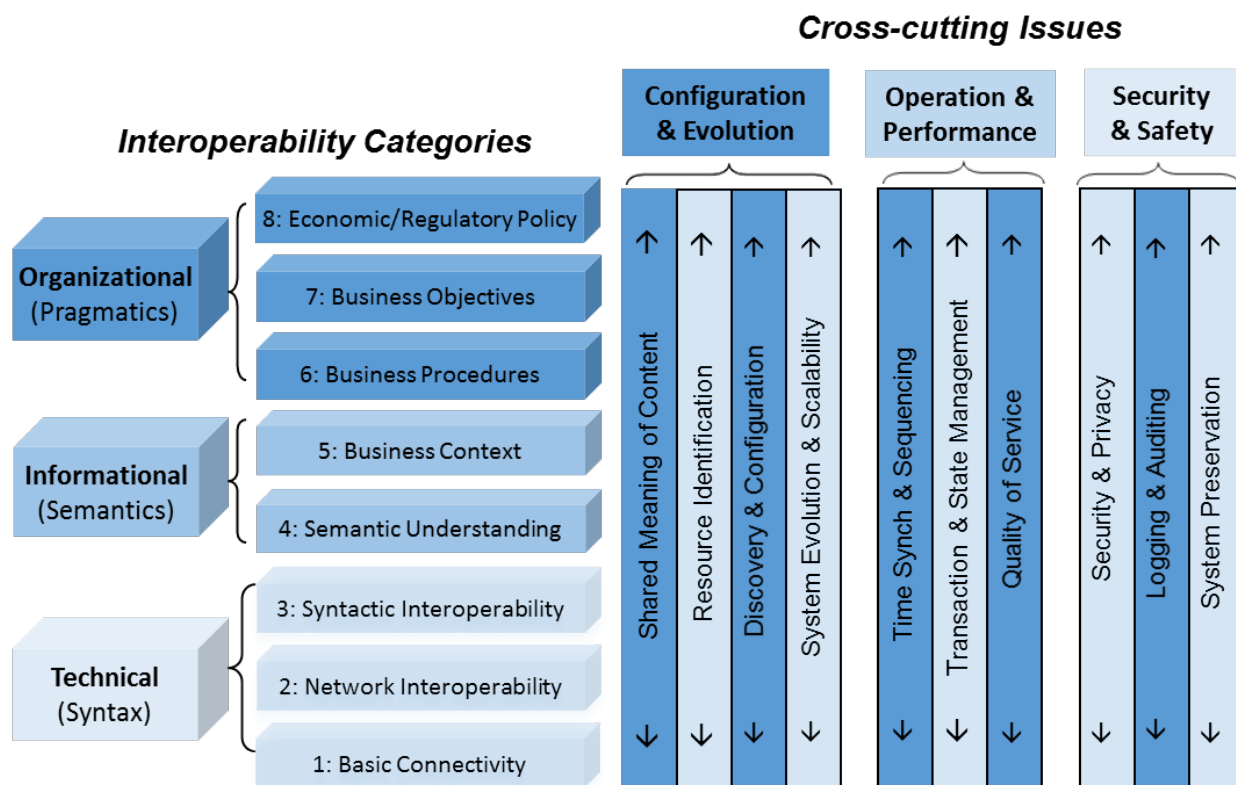 Cross-cutting Issues
Configuration
& Evolution
Operation &
Performance
Security
& Safety
Interoperability Categories
Organizational
(Pragmatics)
8: Economic/Regulatory Policy
7: Business Objectives
6: Business Procedures
Informational
(Semantics)
5: Business Context
4: Semantic Understanding
Technical
(Syntax)
3: Syntactic Interoperability
2: Network Interoperability
1: Basic Connectivity
Shared Meaning of Content
Resource Identification
Discovery & Configuration
System Evolution & Scalability
Time Synch & Sequencing
Transaction & State Management
Quality of Service
Security & Privacy
Logging & Auditing
System Preservation